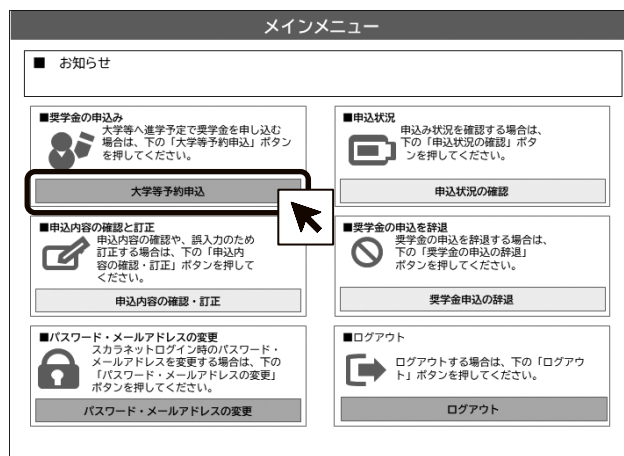 メインメニュー
■ お知らせ
■奨学金の申込み
大学等へ進学予定で奨学金を申し込む
場合は、下の「大学等予約申込」ボタン
を押してください。
大学等予約申込
■申込状況
申込み状況を確認する場合は、
下の「申込状況の確認」ボタ
ンを押してください。
申込状況の確認
■申込内容の確認と訂正
申込内容の確認や、誤入力のため
訂正する場合は、下の「申込内
容の確認・訂正」ボタンを押して
ください。
申込内容の確認・訂正
■奨学金の申込を辞退
奨学金の申込を辞退する場合は、
下の「奨学金の申込の辞退」
ボタンを押してください。
奨学金申込の辞退
■パスワード・メールアドレスの変更
スカラネットログイン時のパスワード・
メールアドレスを変更する場合は、下の
「パスワード・メールアドレスの変更」
ボタンを押してください。
パスワード・メールアドレスの変更
■ログアウト
ログアウトする場合は、下の「ログアウ
ト」ボタンを押してください。
ログアウト